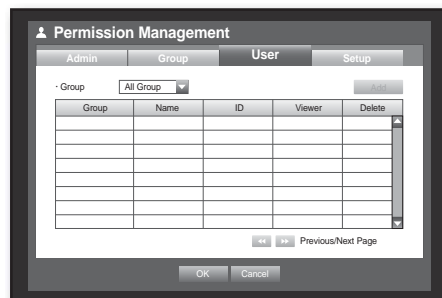 Permission Management
Admin Group User Setup
· Group All Group Add
Group Name ID Viewer Delete
Previous/Next Page
OK Cancel